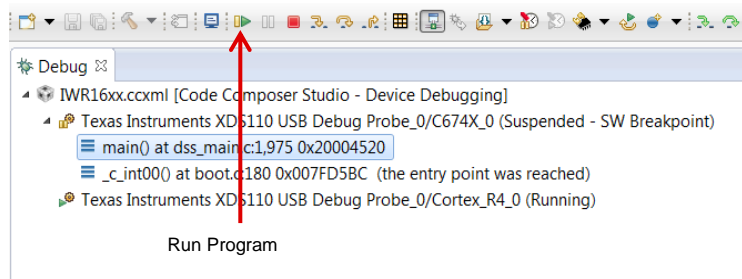 Debug
IWR16xx.ccxml [Code Composer Studio - Device Debugging]
Texas Instruments XDS110 USB Debug Probe_0/C674X_0 (Suspended - SW Breakpoint)
main() at dss_main.c:1,975 0x20004520
_c_int00() at boot.c:180 0x007FD5BC (the entry point was reached)
Texas Instruments XDS110 USB Debug Probe_0/Cortex_R4_0 (Running)
Run Program